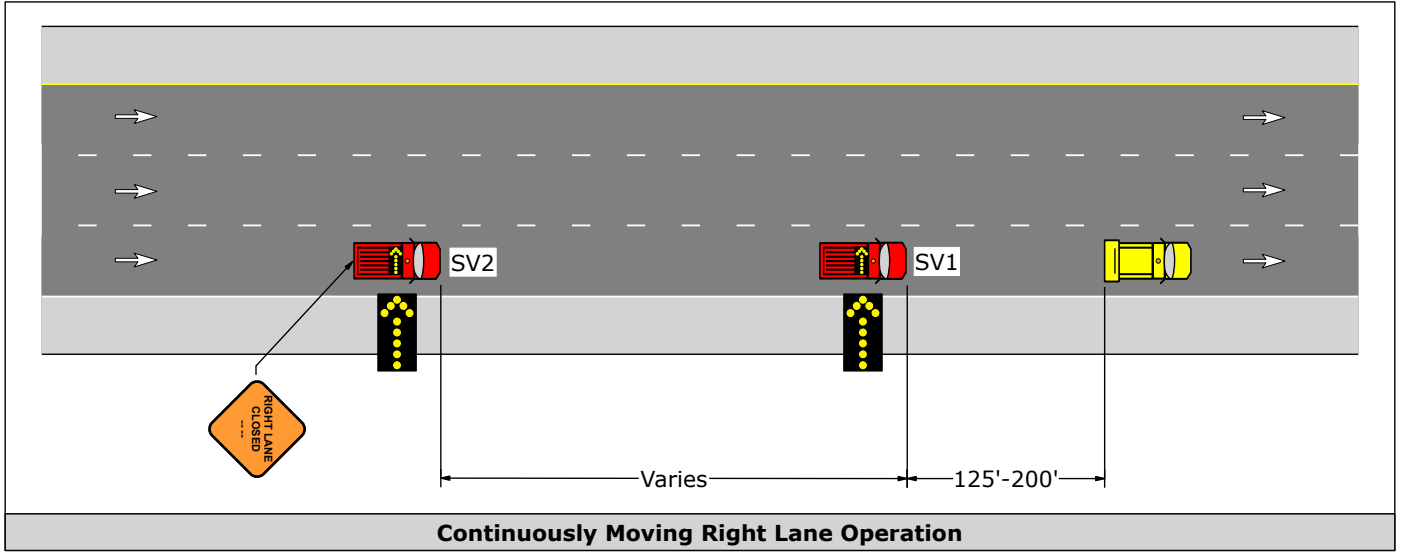 SV2
SV1
RIGHT LANE
CLOSED
-- --
Varies
125'-200'
Continuously Moving Right Lane Operation